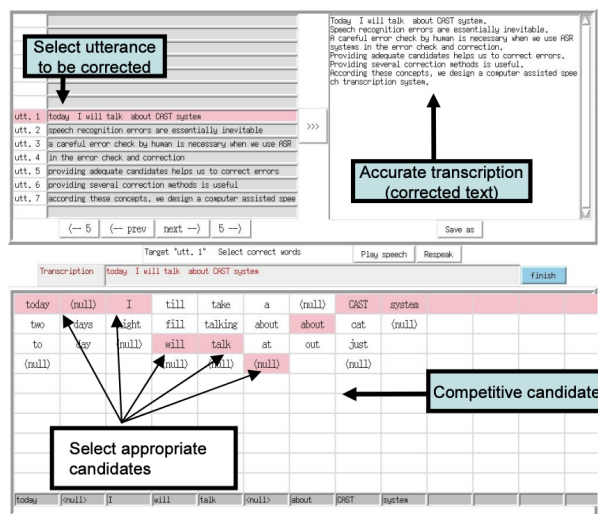 Select utterance
to be corrected
utt. 1 today I will talk about CAST system
utt. 2 speech recognition errors are essentially inevitable
utt. 3 a careful error check by human is necessary when we use ASR
utt. 4 in the error check and correction
utt. 5 providing adequate candidates helps us to correct errors
utt. 6 providing several correction methods is useful
utt. 7 according these concepts, we design a computer assisted spee
<-- 5 <-- prev next --> 5 -->
>>>
Today I will talk about CAST system.
Speech recognition errors are essentially inevitable.
A careful error check by human is necessary when we use ASR
systems in the error check and correction.
Providing adequate candidates helps us to correct errors.
Providing several correction methods is useful.
According these concepts, we design a computer assisted spee
ch transcription system.
Accurate transcription
(corrected text)
Save as
Target "utt. 1" Select correct words Play speech Respeak
Transcription today I will talk about CAST system finish
today (null) I till take a (null) CAST system
two days might fill talking about about cat (null)
to day (null) will talk at out just
(null) (null) (null) (null) (null)
Competitive candidate
Select appropriate
candidates
today <null> I will talk <null> about CAST system